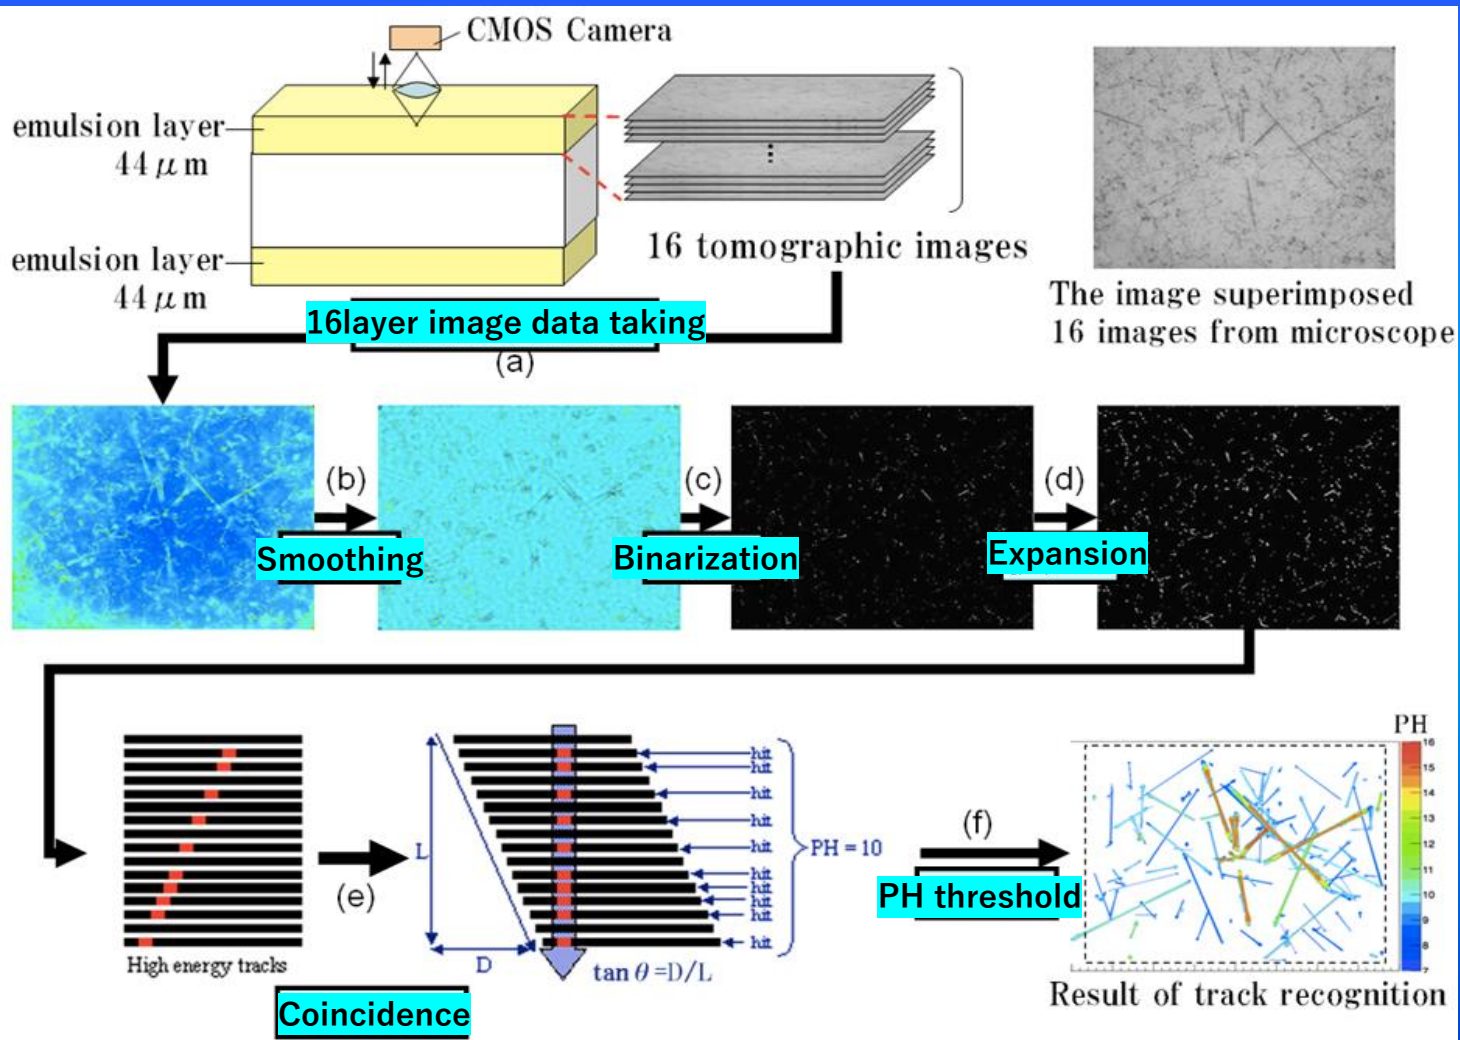 CMOS Camera
emulsion layer
44 μm
emulsion layer
44 μm
16 tomographic images
The image superimposed
16 images from microscope
16layer image data taking
(a)
(b)
Smoothing
(c)
Binarization
(d)
Expansion
High energy tracks
(e)
Coincidence
L
D
tan θ =D/L
hit
hit
hit
hit
hit
hit
hit
hit
hit
hit
PH = 10
(f)
PH threshold
PH
16
15
14
13
12
11
10
9
8
7
Result of track recognition